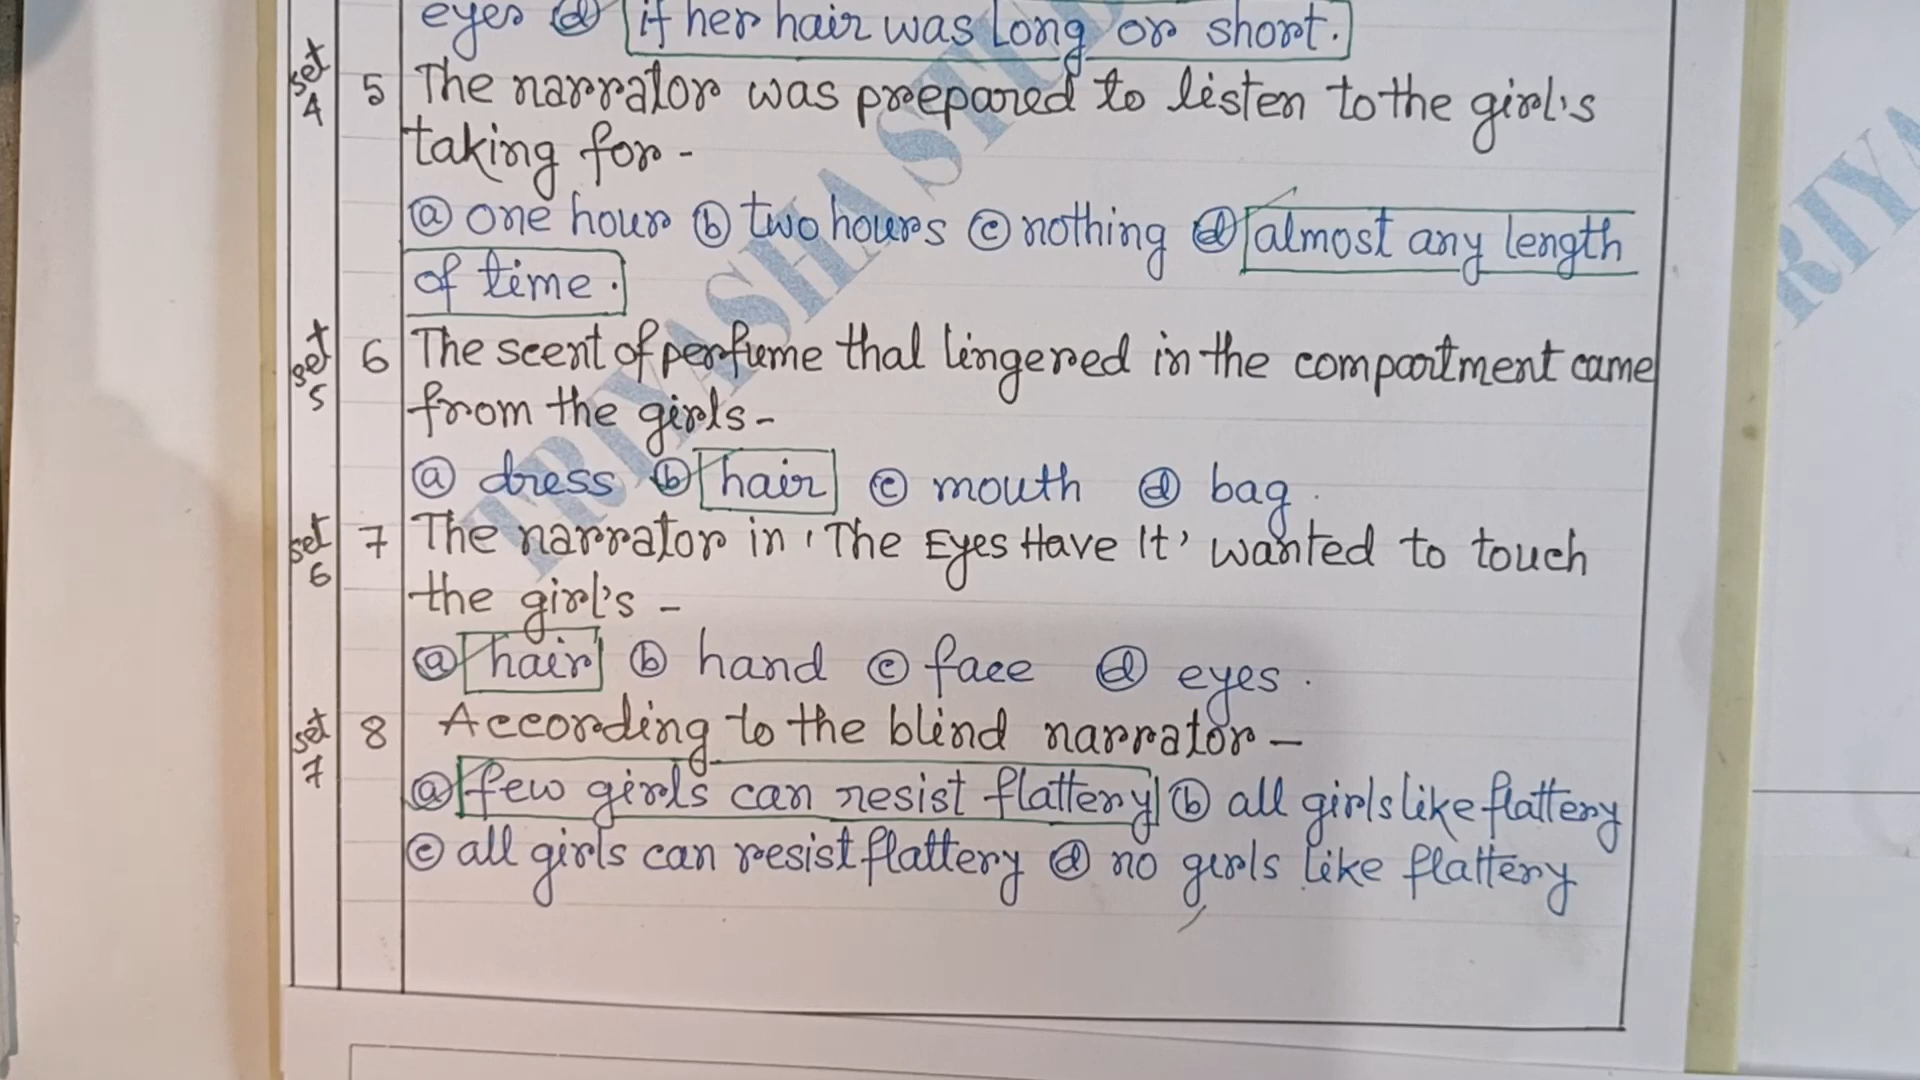 eyes ⓓ if her hair was long or short.
set 4 5 The narrator was prepared to listen to the girl's
taking for -
ⓐ one hour ⓑ two hours ⓒ nothing ⓓ almost any length
of time.
set 5 6 The scent of perfume that lingered in the compartment came
from the girls -
ⓐ dress ⓑ hair ⓒ mouth ⓓ bag.
set 6 7 The narrator in 'The Eyes Have It' wanted to touch
the girl's -
ⓐ hair ⓑ hand ⓒ face ⓓ eyes.
set 7 8 According to the blind narrator -
ⓐ few girls can resist flattery ⓑ all girls like flattery
ⓒ all girls can resist flattery ⓓ no girls like flattery
TRIYASHA STU
RIYA